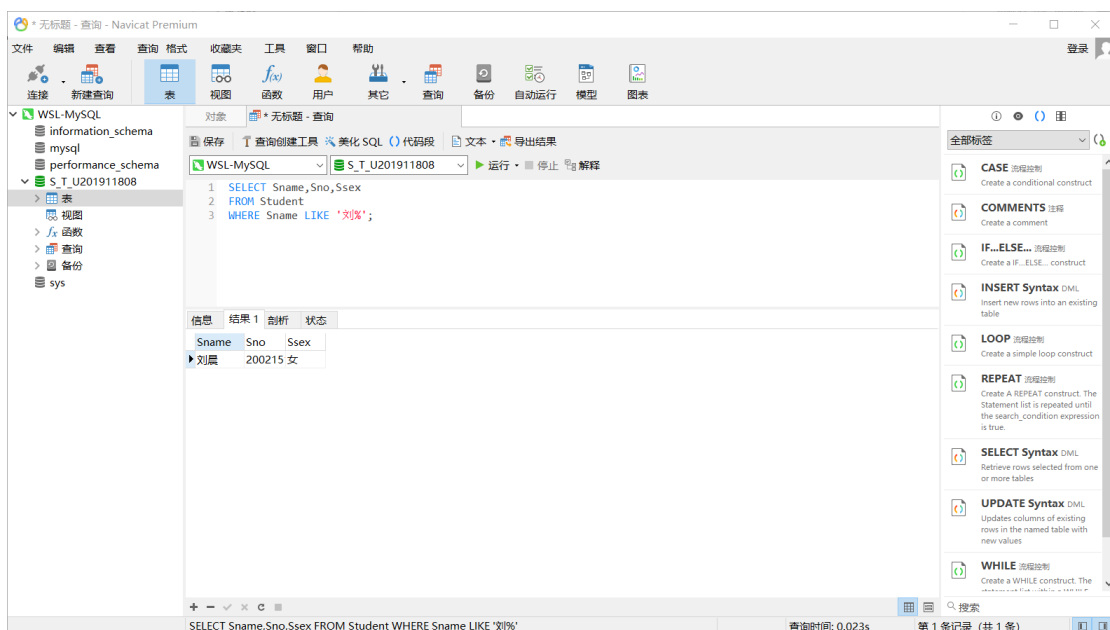 * 无标题 - 查询 - Navicat Premium
文件 编辑 查看 查询 格式 收藏夹 工具 窗口 帮助 登录
连接 新建查询 表 视图 函数 用户 其它 查询 备份 自动运行 模型 图表
WSL-MySQL
information_schema
mysql
performance_schema
S_T_U201911808
表
视图
函数
查询
备份
sys
对象 * 无标题 - 查询
保存 查询创建工具 美化 SQL () 代码段 文本 导出结果
WSL-MySQL S_T_U201911808 运行 停止 解释
1 SELECT Sname,Sno,Ssex
2 FROM Student
3 WHERE Sname LIKE '刘%';
信息 结果 1 剖析 状态
Sname Sno Ssex
刘晨 200215 女
SELECT Sname,Sno,Ssex FROM Student WHERE Sname LIKE '刘%'
查询时间: 0.023s
第 1 条记录 (共 1 条)
全部标签
CASE 流程控制
Create a conditional construct
COMMENTS 注释
Create a comment
IF...ELSE... 流程控制
Create a IF...ELSE... construct
INSERT Syntax DML
Insert new rows into an existing
table
LOOP 流程控制
Create a simple loop construct
REPEAT 流程控制
Create A REPEAT construct. The
Statement list is repeated until
the search_condition expression
is true.
SELECT Syntax DML
Retrieve rows selected from one
or more tables
UPDATE Syntax DML
Updates columns of existing
rows in the named table with
new values
WHILE 流程控制
Create a WHILE construct. The
搜索